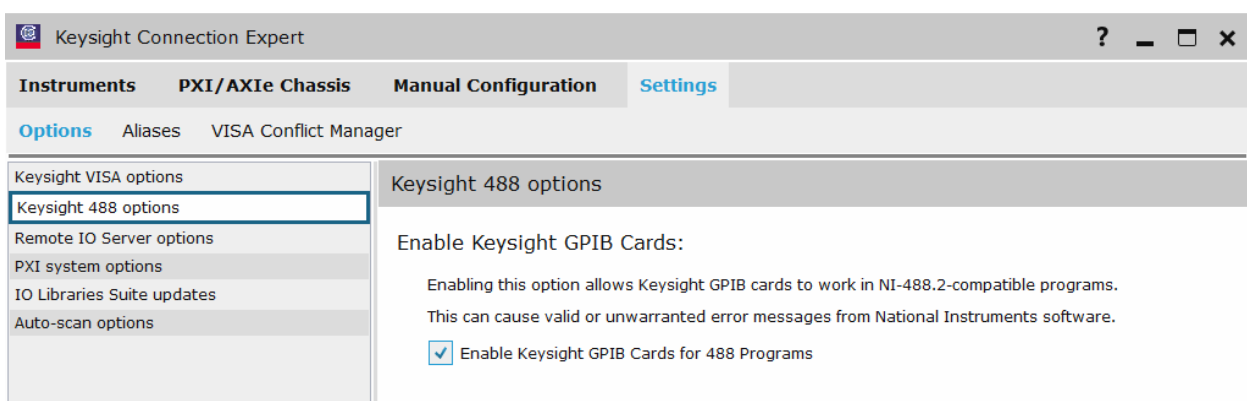 Keysight Connection Expert ?
Instruments PXI/AXIe Chassis Manual Configuration Settings
Options Aliases VISA Conflict Manager
Keysight VISA options
Keysight 488 options
Remote IO Server options
PXI system options
IO Libraries Suite updates
Auto-scan options
Keysight 488 options
Enable Keysight GPIB Cards:
Enabling this option allows Keysight GPIB cards to work in NI-488.2-compatible programs.
This can cause valid or unwarranted error messages from National Instruments software.
Enable Keysight GPIB Cards for 488 Programs